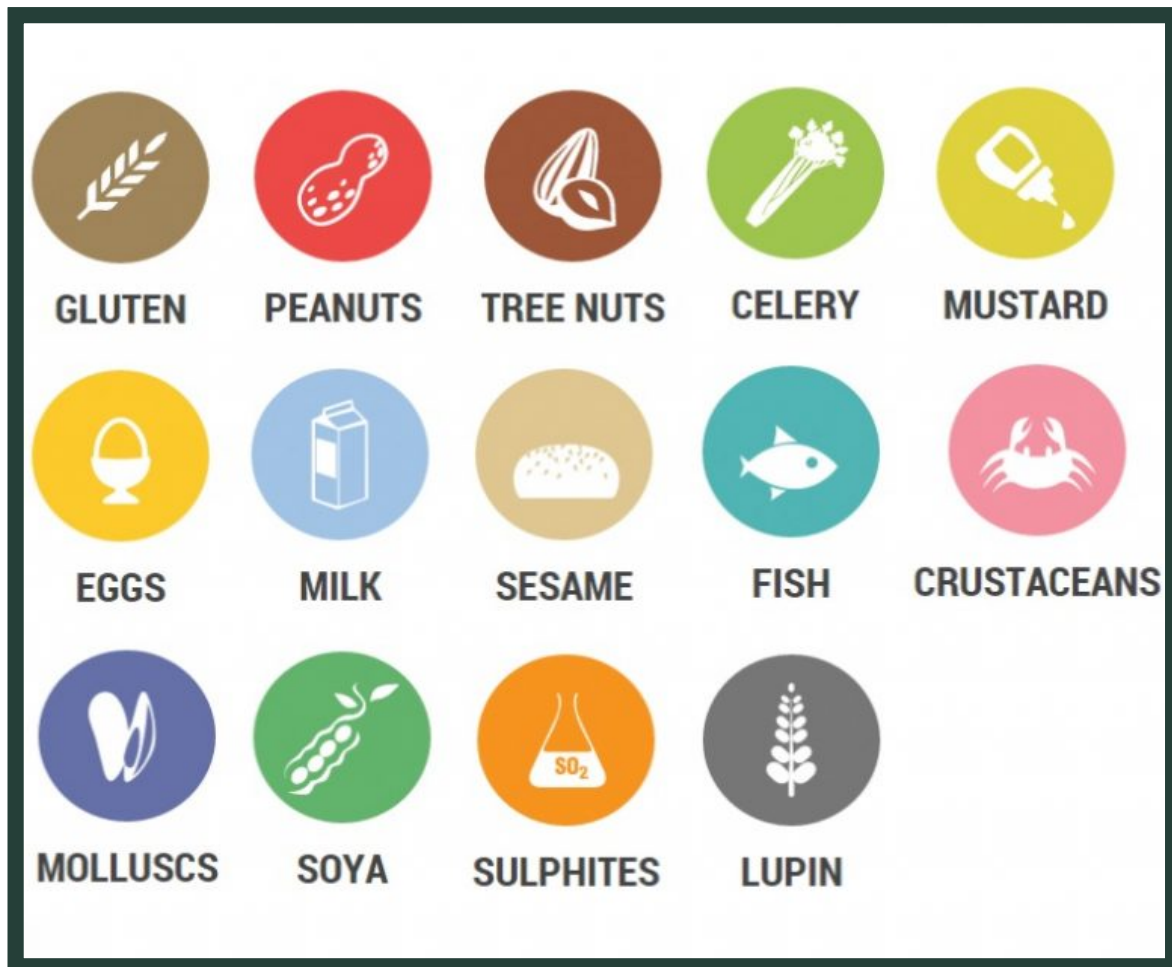 GLUTEN PEANUTS TREE NUTS CELERY MUSTARD
EGGS MILK SESAME FISH CRUSTACEANS
SO₂
MOLLUSCS SOYA SULPHITES LUPIN